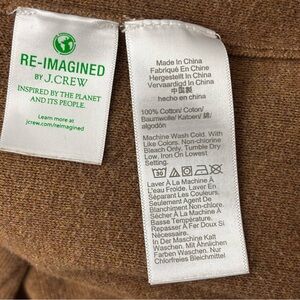 RE-IMAGINED
BY J.CREW
INSPIRED BY THE PLANET
AND ITS PEOPLE.
Learn more at
jcrew.com/reimagined
Made In China
Fabriqué En Chine
Hergestellt In China
Vervaardigd In China
中国製
hecho en china
100% Cotton/ Coton/
Baumwolle/ Katoen/ 綿/
algodón
Machine Wash Cold. With
Like Colors. Non-chlorine
Bleach Only. Tumble Dry
Low, Iron On Lowest
Setting.
30
Laver À La Machine À
L'eau Froide. Laver En
Séparant Les Couleurs.
Seulement Agent De
Blanchiment Non-chlore.
Sécher À La Machine À
Basse Température.
Repasser À Fer Doux Si
Besoin.
In Der Maschine Kalt
Waschen, Mit Ähnlichen
Farben Waschen. Nur
Chlorfreies Bleichmittel.